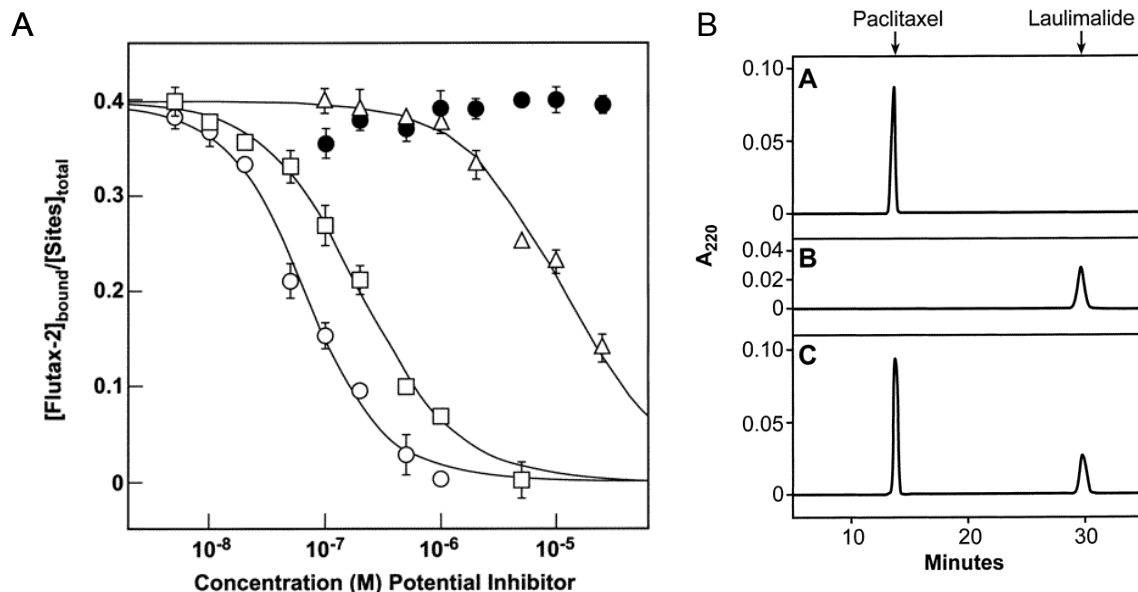 A
[Flutax-2]bound/[Sites]total
0.4
0.3
0.2
0.1
0
10-8
10-7
10-6
10-5
Concentration (M) Potential Inhibitor
B
Paclitaxel
Laulimalide
A220
A
0.10
0.05
0
B
0.04
0.02
0
C
0.10
0.05
0
10
20
30
Minutes